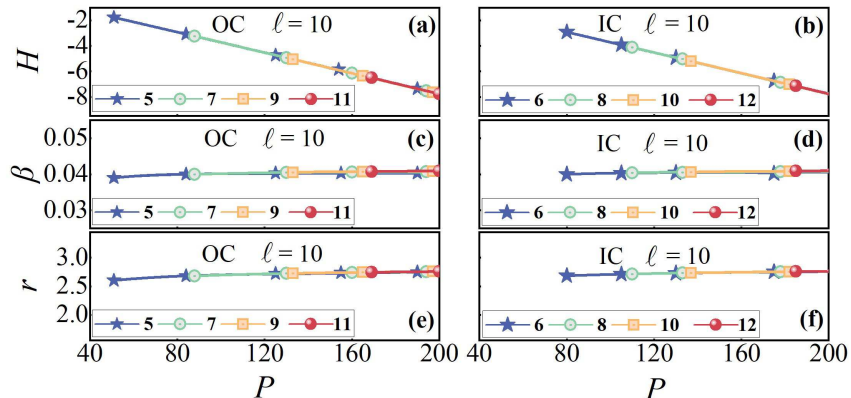 -2 OC ℓ = 10 (a) IC ℓ = 10 (b)
-4
H
-6
-8 5 7 9 11 6 8 10 12
0.05 OC ℓ = 10 (c) IC ℓ = 10 (d)
β 0.04
0.03 5 7 9 11 6 8 10 12
3.0 OC ℓ = 10 IC ℓ = 10
r 2.5
2.0 5 7 9 11 (e) 6 8 10 12 (f)
40 80 120 160 200 40 80 120 160 200
P P